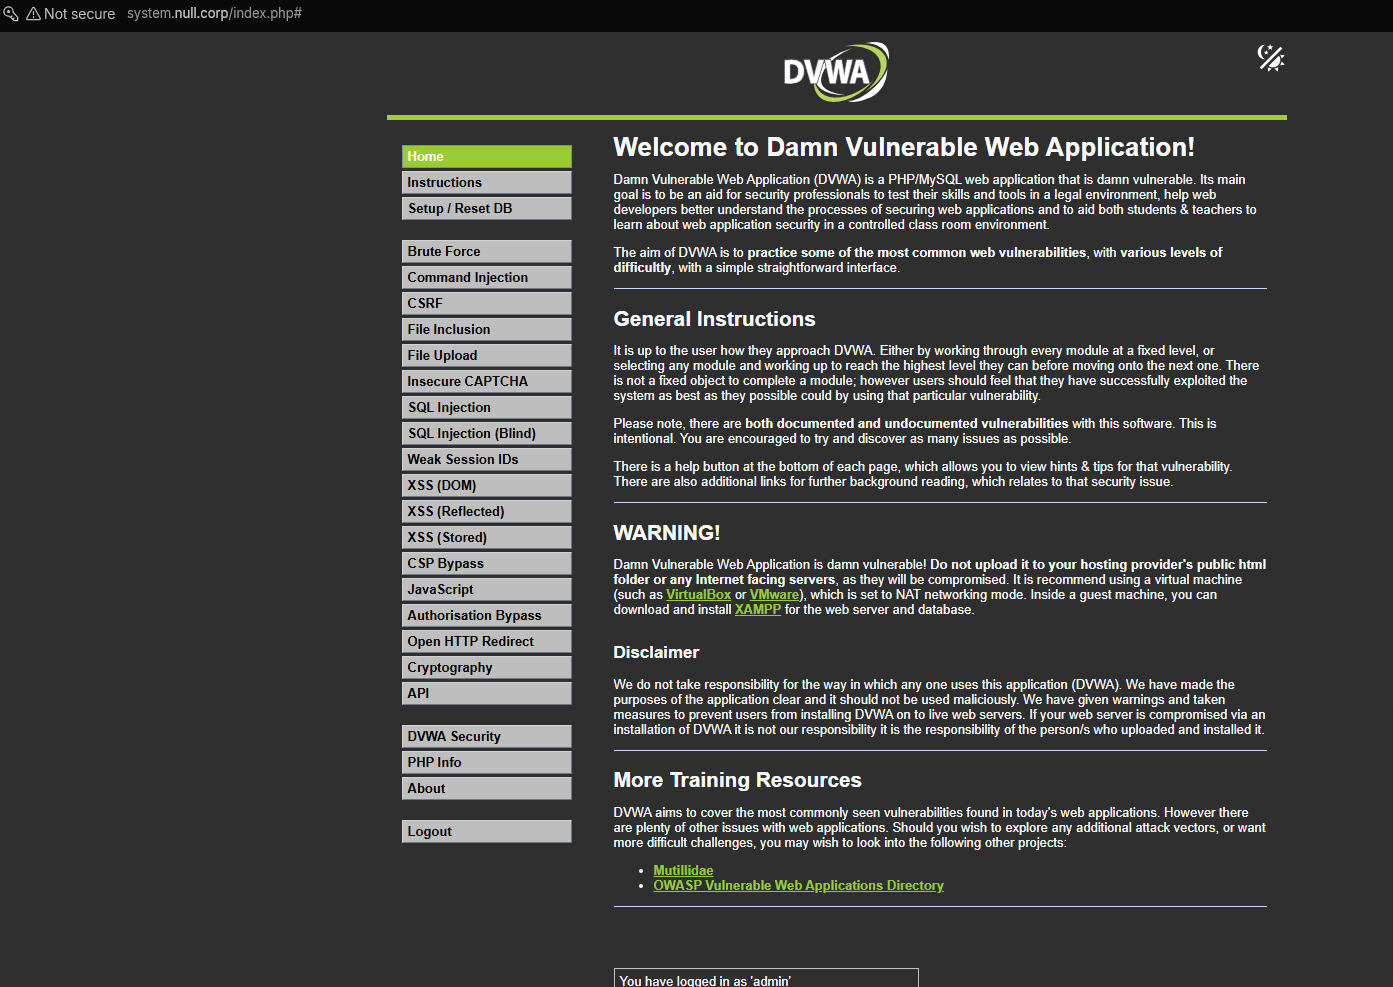 Not secure system.null.corp/index.php#
DVWA
Home
Instructions
Setup / Reset DB
Brute Force
Command Injection
CSRF
File Inclusion
File Upload
Insecure CAPTCHA
SQL Injection
SQL Injection (Blind)
Weak Session IDs
XSS (DOM)
XSS (Reflected)
XSS (Stored)
CSP Bypass
JavaScript
Authorisation Bypass
Open HTTP Redirect
Cryptography
API
DVWA Security
PHP Info
About
Logout
Welcome to Damn Vulnerable Web Application!
Damn Vulnerable Web Application (DVWA) is a PHP/MySQL web application that is damn vulnerable. Its main
goal is to be an aid for security professionals to test their skills and tools in a legal environment, help web
developers better understand the processes of securing web applications and to aid both students & teachers to
learn about web application security in a controlled class room environment.
The aim of DVWA is to practice some of the most common web vulnerabilities, with various levels of
difficultly, with a simple straightforward interface.
General Instructions
It is up to the user how they approach DVWA. Either by working through every module at a fixed level, or
selecting any module and working up to reach the highest level they can before moving onto the next one. There
is not a fixed object to complete a module; however users should feel that they have successfully exploited the
system as best as they possible could by using that particular vulnerability.
Please note, there are both documented and undocumented vulnerabilities with this software. This is
intentional. You are encouraged to try and discover as many issues as possible.
There is a help button at the bottom of each page, which allows you to view hints & tips for that vulnerability.
There are also additional links for further background reading, which relates to that security issue.
WARNING!
Damn Vulnerable Web Application is damn vulnerable! Do not upload it to your hosting provider's public html
folder or any Internet facing servers, as they will be compromised. It is recommend using a virtual machine
(such as VirtualBox or VMware), which is set to NAT networking mode. Inside a guest machine, you can
download and install XAMPP for the web server and database.
Disclaimer
We do not take responsibility for the way in which any one uses this application (DVWA). We have made the
purposes of the application clear and it should not be used maliciously. We have given warnings and taken
measures to prevent users from installing DVWA on to live web servers. If your web server is compromised via an
installation of DVWA it is not our responsibility it is the responsibility of the person/s who uploaded and installed it.
More Training Resources
DVWA aims to cover the most commonly seen vulnerabilities found in today's web applications. However there
are plenty of other issues with web applications. Should you wish to explore any additional attack vectors, or want
more difficult challenges, you may wish to look into the following other projects:
Mutillidae
OWASP Vulnerable Web Applications Directory
You have logged in as 'admin'